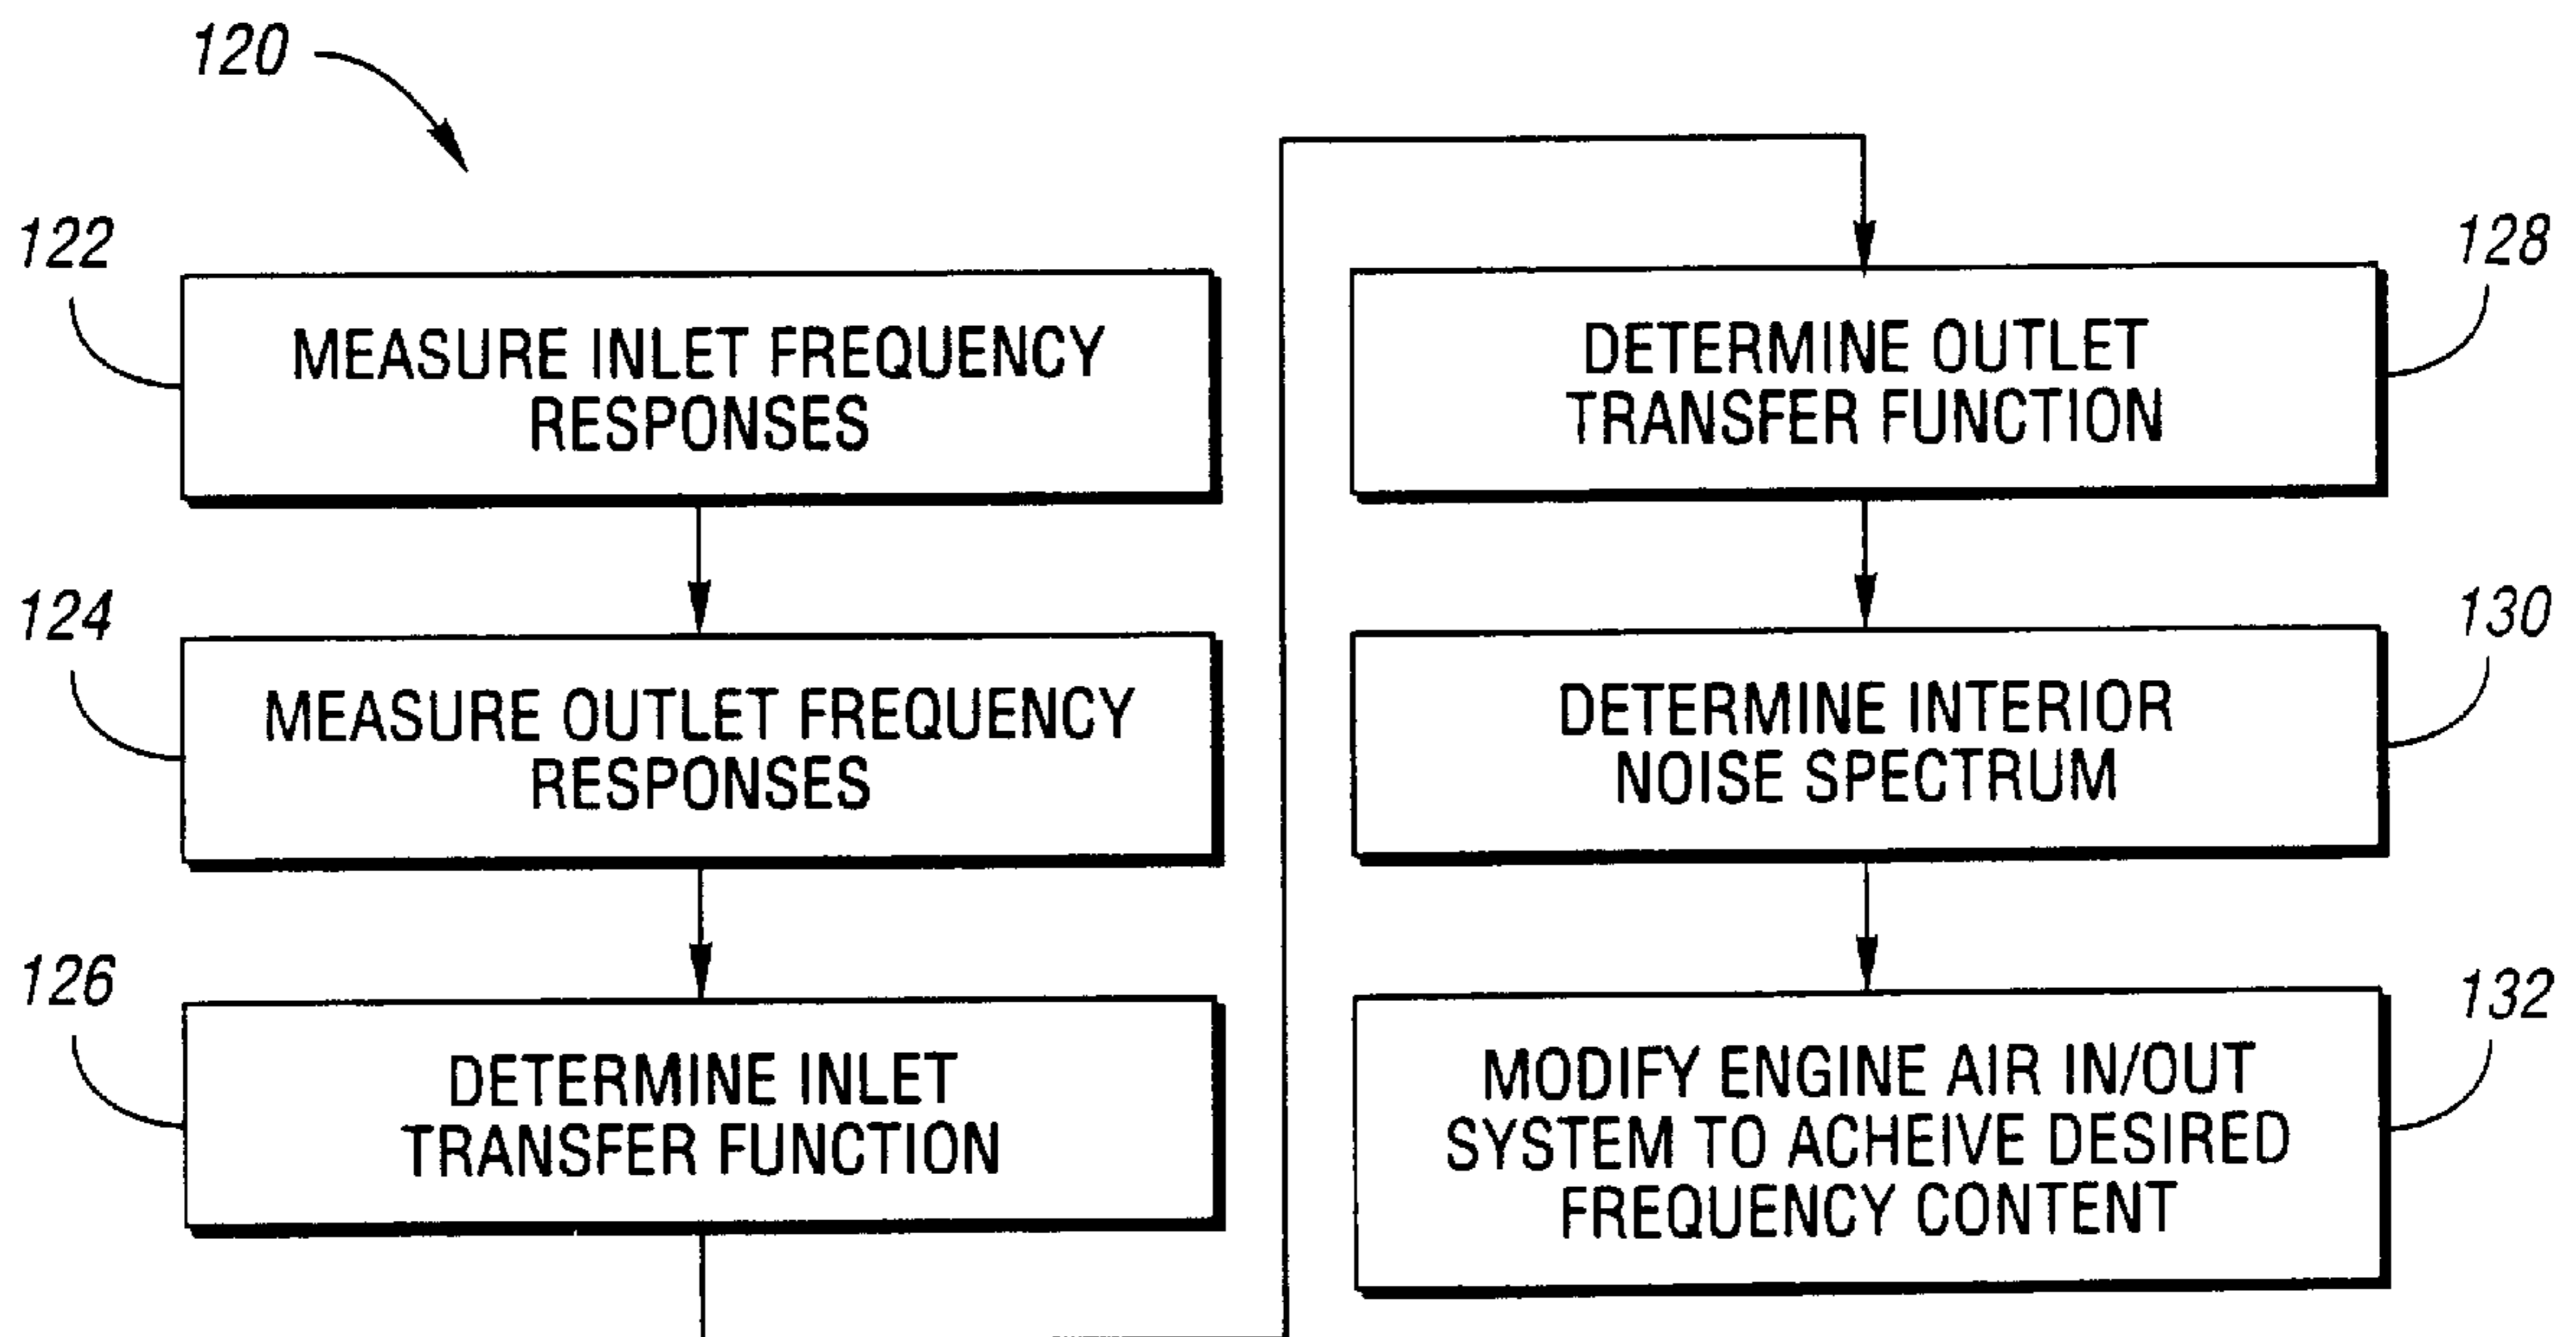 120
122
MEASURE INLET FREQUENCY
RESPONSES
124
MEASURE OUTLET FREQUENCY
RESPONSES
126
DETERMINE INLET
TRANSFER FUNCTION
128
DETERMINE OUTLET
TRANSFER FUNCTION
130
DETERMINE INTERIOR
NOISE SPECTRUM
132
MODIFY ENGINE AIR IN/OUT
SYSTEM TO ACHEIVE DESIRED
FREQUENCY CONTENT